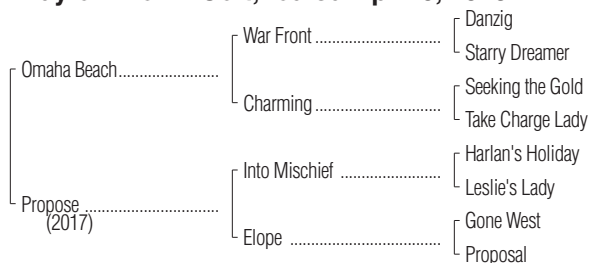 Danzig
War Front ..............................
Starry Dreamer
Omaha Beach........................
Seeking the Gold
Charming ..............................
Take Charge Lady
Harlan's Holiday
Into Mischief ........................
Leslie's Lady
Propose ................................
(2017)
Gone West
Elope ....................................
Proposal